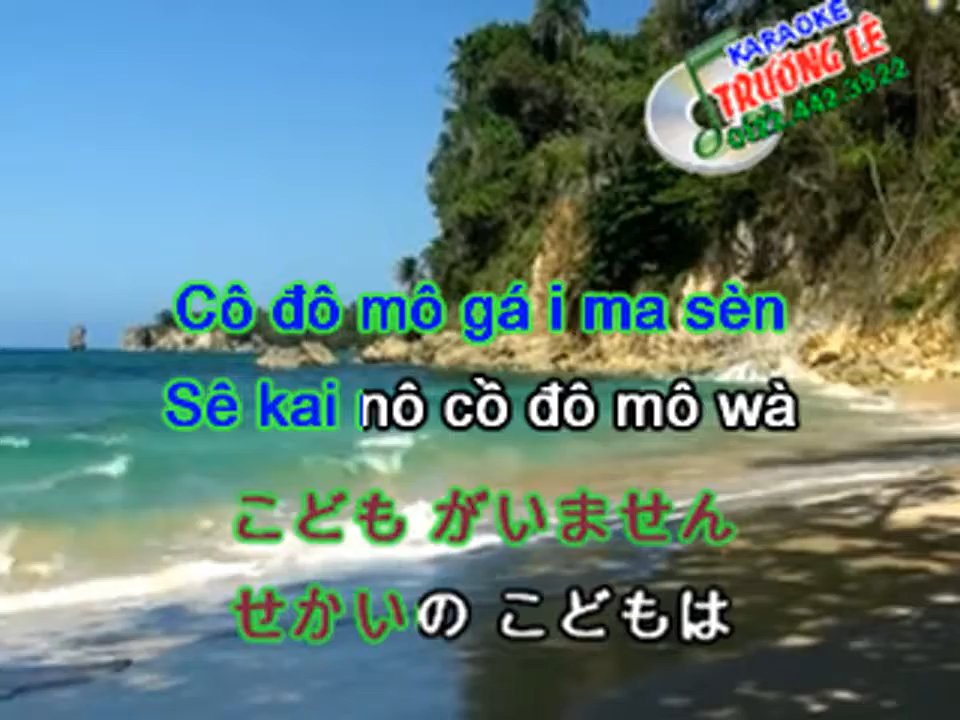 KARAOKÊ
TRƯỜNG LÊ
Cô đô mô gá i ma sèn
Sê kai nô cồ đô mô wà
こども がいません
せかいの こどもは